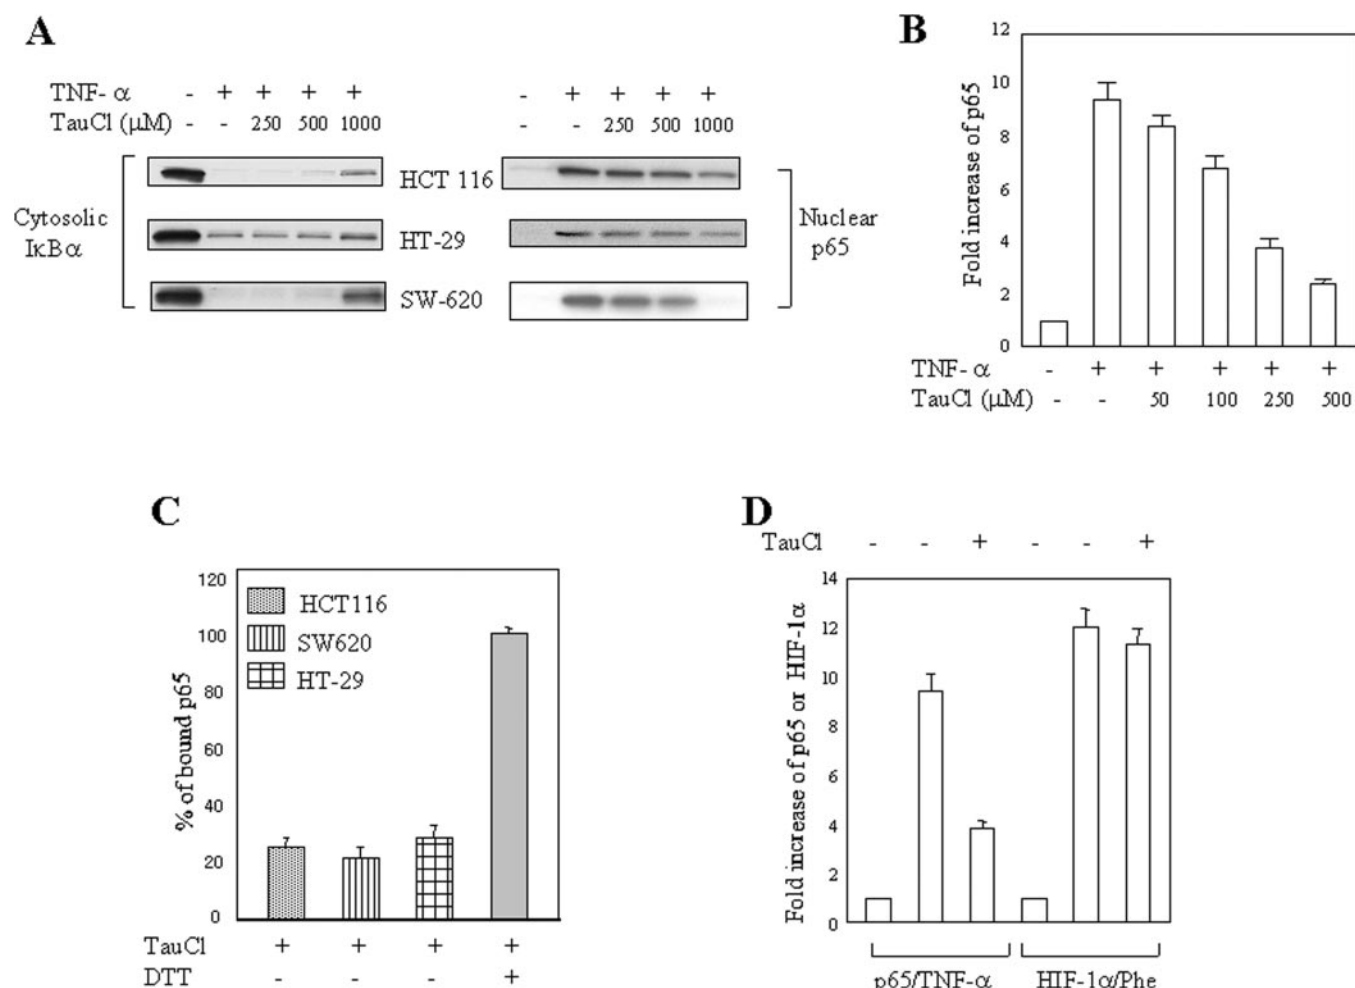 A
TNF- α - + + + + - + + + +
TauCl (µM) - - 250 500 1000 - - 250 500 1000
HCT 116
Cytosolic
IκBα
HT-29
Nuclear
p65
SW-620
B
Fold increase of p65
12
10
8
6
4
2
0
TNF- α - + + + + +
TauCl (µM) - - 50 100 250 500
C
% of bound p65
120
100
80
60
40
20
0
HCT116
SW620
HT-29
TauCl + + + +
DTT - - - +
D
TauCl - - + - - +
Fold increase of p65 or HIF-1α
14
12
10
8
6
4
2
0
p65/TNF-α HIF-1α/Phe